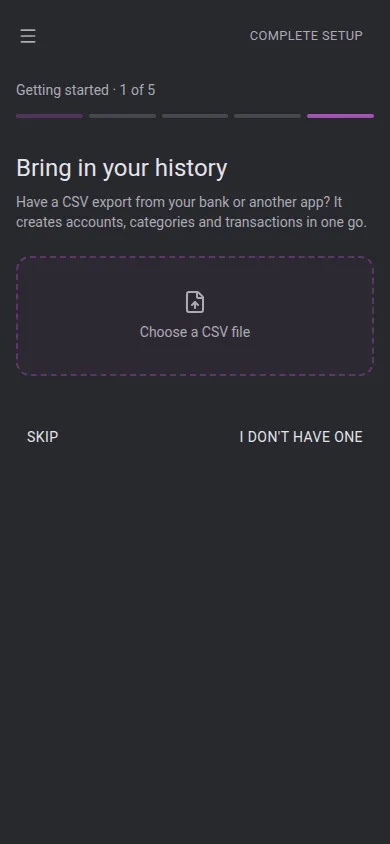 COMPLETE SETUP
Getting started · 1 of 5
Bring in your history
Have a CSV export from your bank or another app? It
creates accounts, categories and transactions in one go.
Choose a CSV file
SKIP
I DON'T HAVE ONE